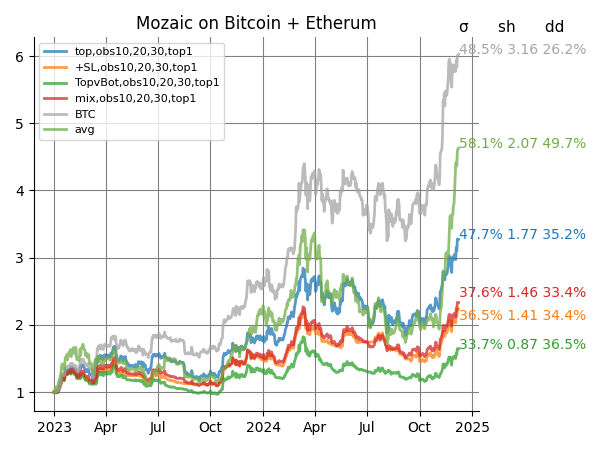 Mozaic on Bitcoin + Etherum
σ sh dd
top,obs10,20,30,top1
+SL,obs10,20,30,top1
TopvBot,obs10,20,30,top1
mix,obs10,20,30,top1
BTC
avg
48.5% 3.16 26.2%
58.1% 2.07 49.7%
47.7% 1.77 35.2%
37.6% 1.46 33.4%
36.5% 1.41 34.4%
33.7% 0.87 36.5%
6
5
4
3
2
1
2023 Apr Jul Oct 2024 Apr Jul Oct 2025